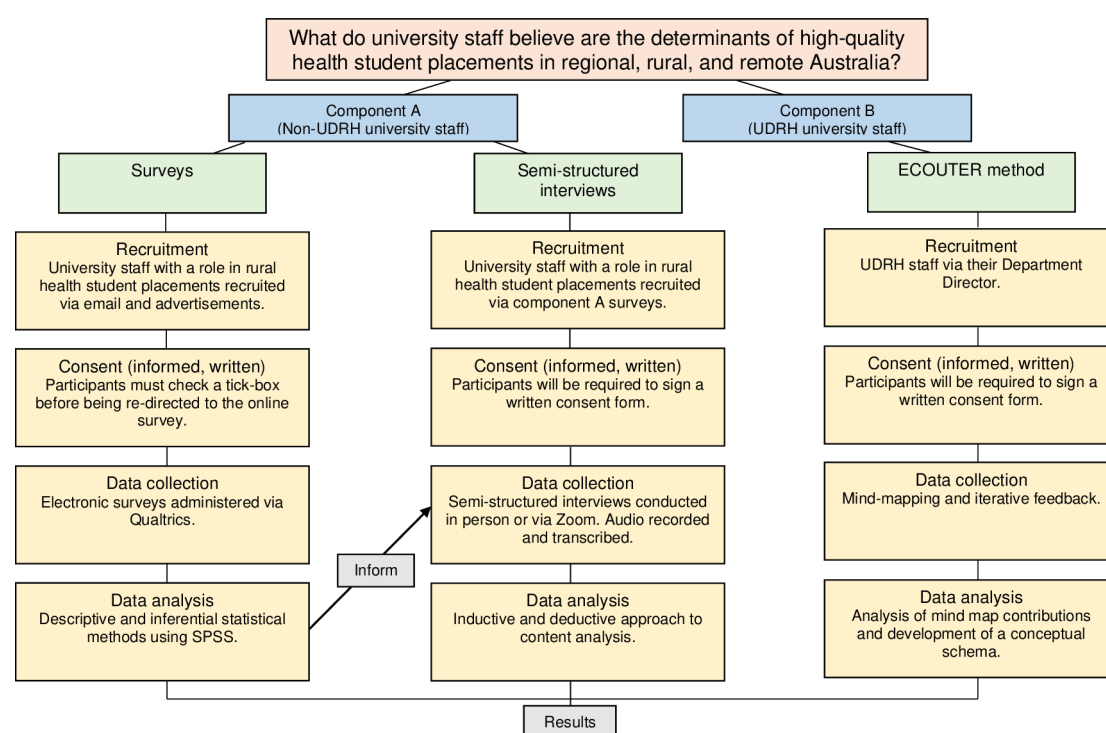 What do university staff believe are the determinants of high-quality
health student placements in regional, rural, and remote Australia?
Component A
(Non-UDRH university staff)
Component B
(UDRH university staff)
Surveys
Semi-structured
interviews
ECOUTER method
Recruitment
University staff with a role in rural
health student placements recruited
via email and advertisements.
Recruitment
University staff with a role in rural
health student placements recruited
via component A surveys.
Recruitment
UDRH staff via their Department
Director.
Consent (informed, written)
Participants must check a tick-box
before being re-directed to the online
survey.
Consent (informed, written)
Participants will be required to sign a
written consent form.
Consent (informed, written)
Participants will be required to sign a
written consent form.
Data collection
Electronic surveys administered via
Qualtrics.
Data collection
Semi-structured interviews conducted
in person or via Zoom. Audio recorded
and transcribed.
Data collection
Mind-mapping and iterative feedback.
Inform
Data analysis
Descriptive and inferential statistical
methods using SPSS.
Data analysis
Inductive and deductive approach to
content analysis.
Data analysis
Analysis of mind map contributions
and development of a conceptual
schema.
Results